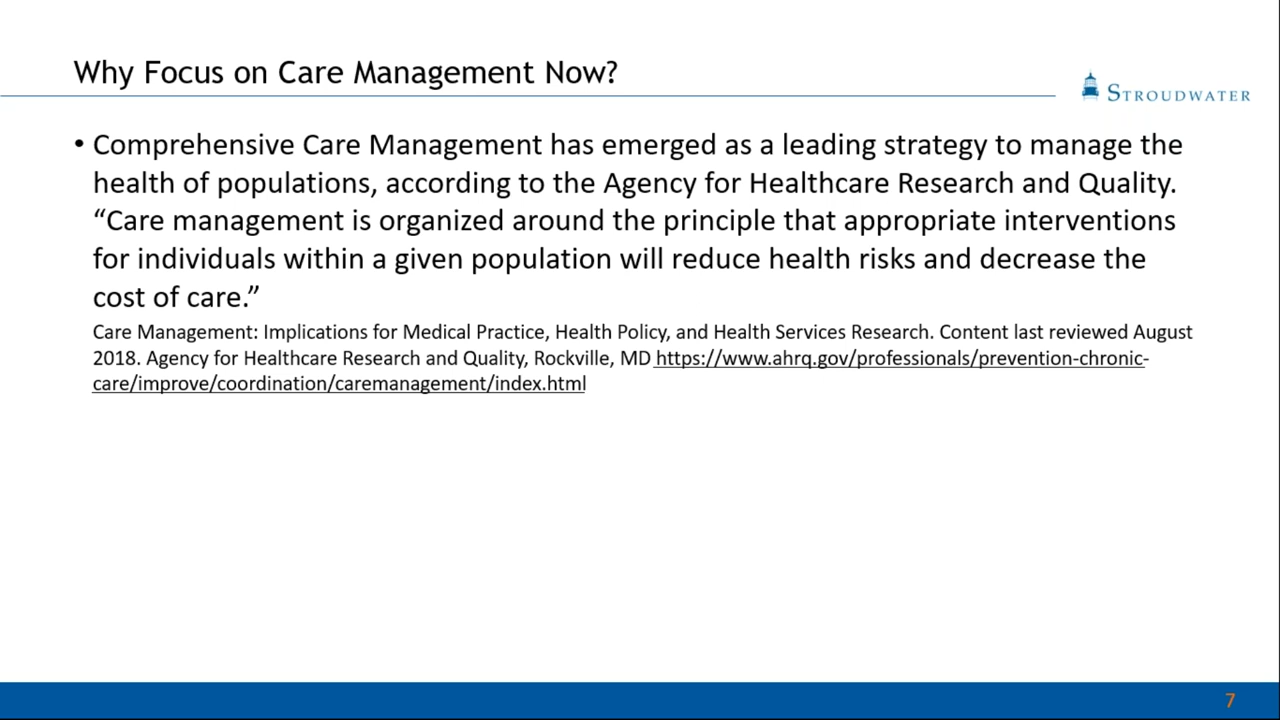 Why Focus on Care Management Now?
STROUDWATER
• Comprehensive Care Management has emerged as a leading strategy to manage the
health of populations, according to the Agency for Healthcare Research and Quality.
“Care management is organized around the principle that appropriate interventions
for individuals within a given population will reduce health risks and decrease the
cost of care.”
Care Management: Implications for Medical Practice, Health Policy, and Health Services Research. Content last reviewed August
2018. Agency for Healthcare Research and Quality, Rockville, MD https://www.ahrq.gov/professionals/prevention-chronic-
care/improve/coordination/caremanagement/index.html
7